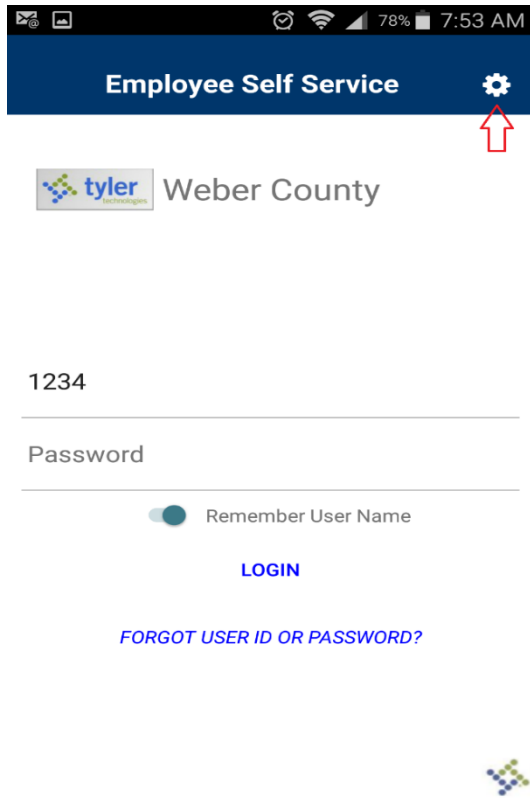 78% 7:53 AM
Employee Self Service
tyler technologies Weber County
1234
Password
Remember User Name
LOGIN
FORGOT USER ID OR PASSWORD?